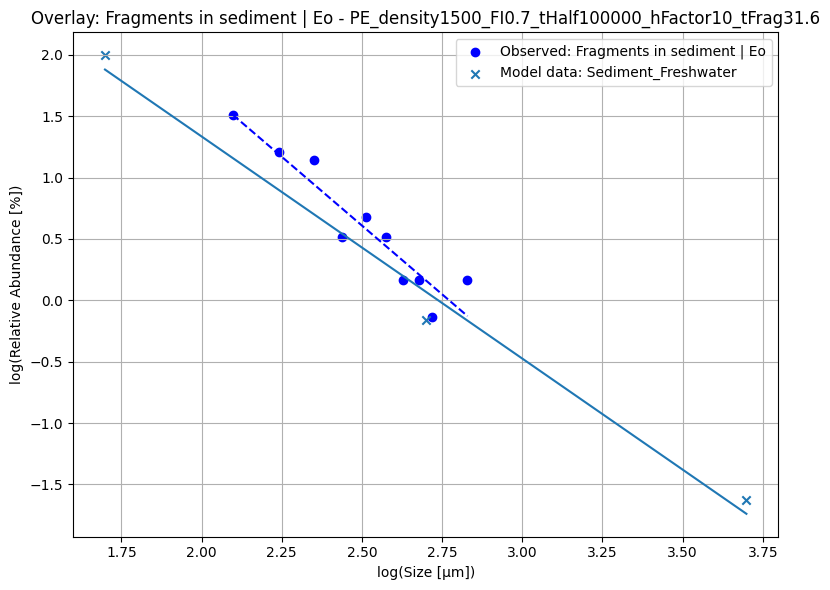 Overlay: Fragments in sediment | Eo - PE_density1500_FI0.7_tHalf100000_hFactor10_tFrag31.6
Observed: Fragments in sediment | Eo
Model data: Sediment_Freshwater
log(Relative Abundance [%])
2.0
1.5
1.0
0.5
0.0
−0.5
−1.0
−1.5
1.75 2.00 2.25 2.50 2.75 3.00 3.25 3.50 3.75
log(Size [µm])